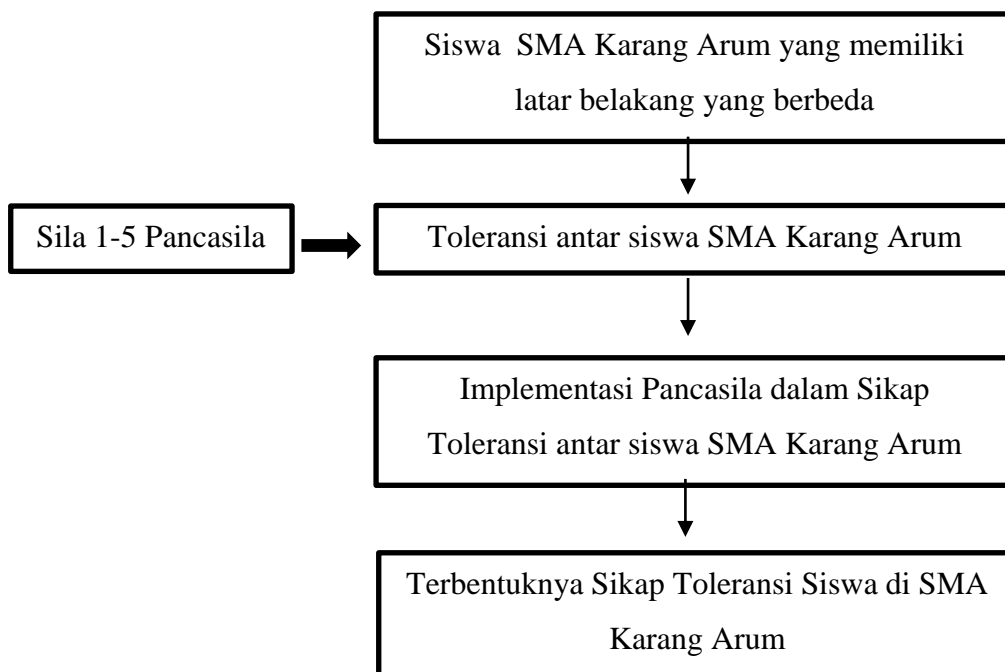 Siswa SMA Karang Arum yang memiliki
latar belakang yang berbeda
Sila 1-5 Pancasila
Toleransi antar siswa SMA Karang Arum
Implementasi Pancasila dalam Sikap
Toleransi antar siswa SMA Karang Arum
Terbentuknya Sikap Toleransi Siswa di SMA
Karang Arum